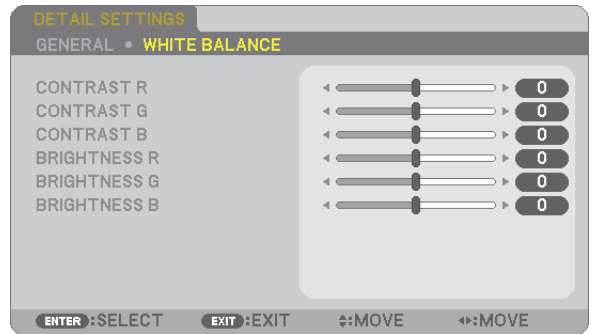 DETAIL SETTINGS
GENERAL • WHITE BALANCE
CONTRAST R 0
CONTRAST G 0
CONTRAST B 0
BRIGHTNESS R 0
BRIGHTNESS G 0
BRIGHTNESS B 0
ENTER :SELECT EXIT :EXIT :MOVE :MOVE